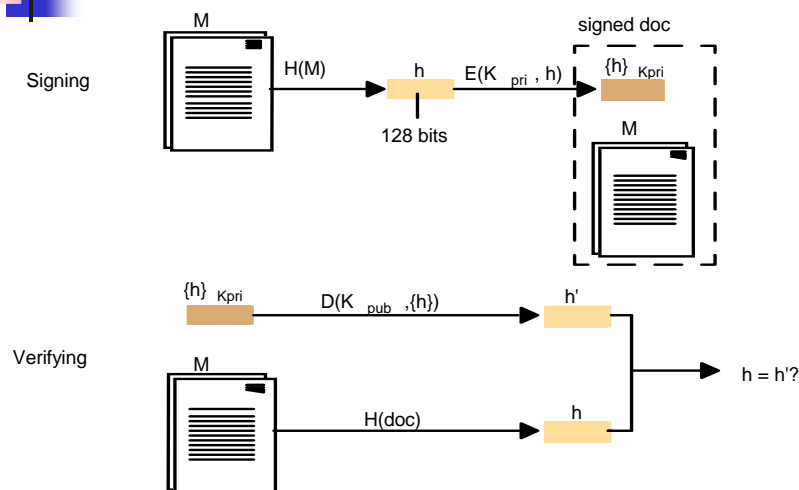 M
signed doc
Signing
H(M)
h
E(K pri , h)
{h} Kpri
128 bits
M
{h} Kpri
D(K pub ,{h})
h'
Verifying
M
h = h'?
H(doc)
h